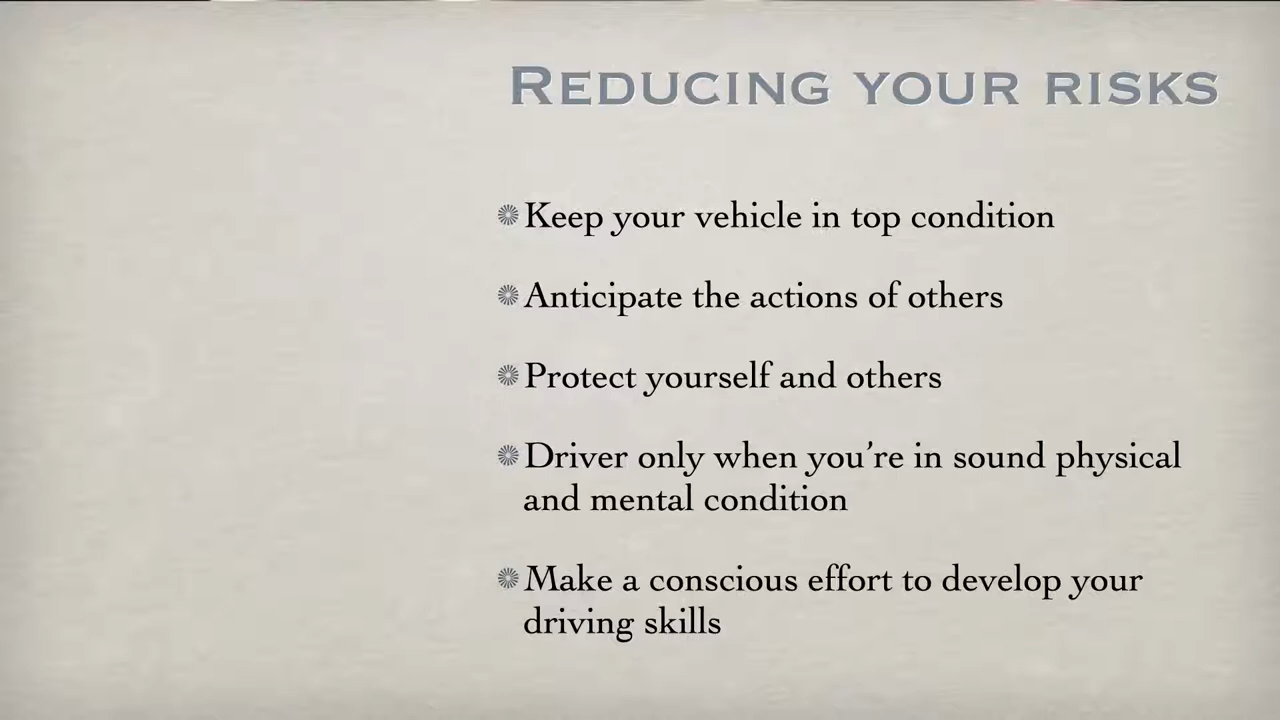 Reducing your risks
Keep your vehicle in top condition
Anticipate the actions of others
Protect yourself and others
Driver only when you’re in sound physical
and mental condition
Make a conscious effort to develop your
driving skills